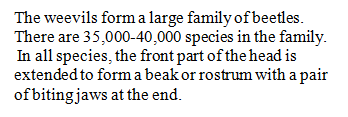 The weevils form a large family of beetles.
There are 35,000-40,000 species in the family.
In all species, the front part of the head is
extended to form a beak or rostrum with a pair
of biting jaws at the end.